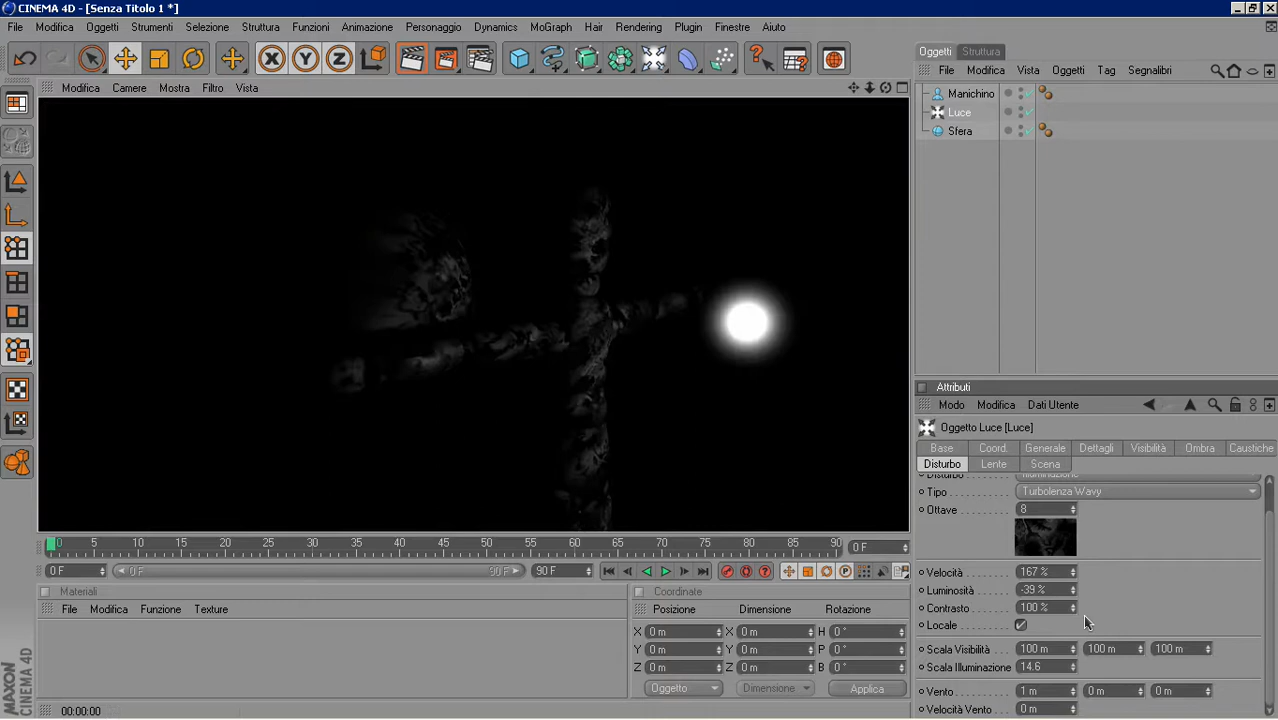 CINEMA 4D - [Senza Titolo 1 *]
File Modifica Oggetti Strumenti Selezione Struttura Funzioni Animazione Personaggio Dynamics MoGraph Hair Rendering Plugin Finestre Aiuto
X Y Z
Oggetti Struttura
File Modifica Vista Oggetti Tag Segnalibri
Modifica Camere Mostra Filtro Vista
Manichino
Luce
Sfera
Attributi
Modo Modifica Dati Utente
Oggetto Luce [Luce]
Base Coord. Generale Dettagli Visibilità Ombra Caustiche
Disturbo Lente Scena
Disturbo Illuminazione
Tipo Turbolenza Wavy
Ottave 8
Velocità 167 %
Luminosità -39 %
Contrasto 100 %
Locale
Scala Visibilità 100 m 100 m 100 m
Scala Illuminazione 14.6
Vento 1 m 0 m 0 m
Velocità Vento 0 m
0 5 10 15 20 25 30 35 40 45 50 55 60 65 70 75 80 85 90 0 F
0 F 0 F 90 F 90 F
Materiali
File Modifica Funzione Texture
Coordinate
Posizione Dimensione Rotazione
X 0 m X 0 m H 0 °
Y 0 m Y 0 m P 0 °
Z 0 m Z 0 m B 0 °
Oggetto Dimensione Applica
MAXON
CINEMA 4D
00:00:00